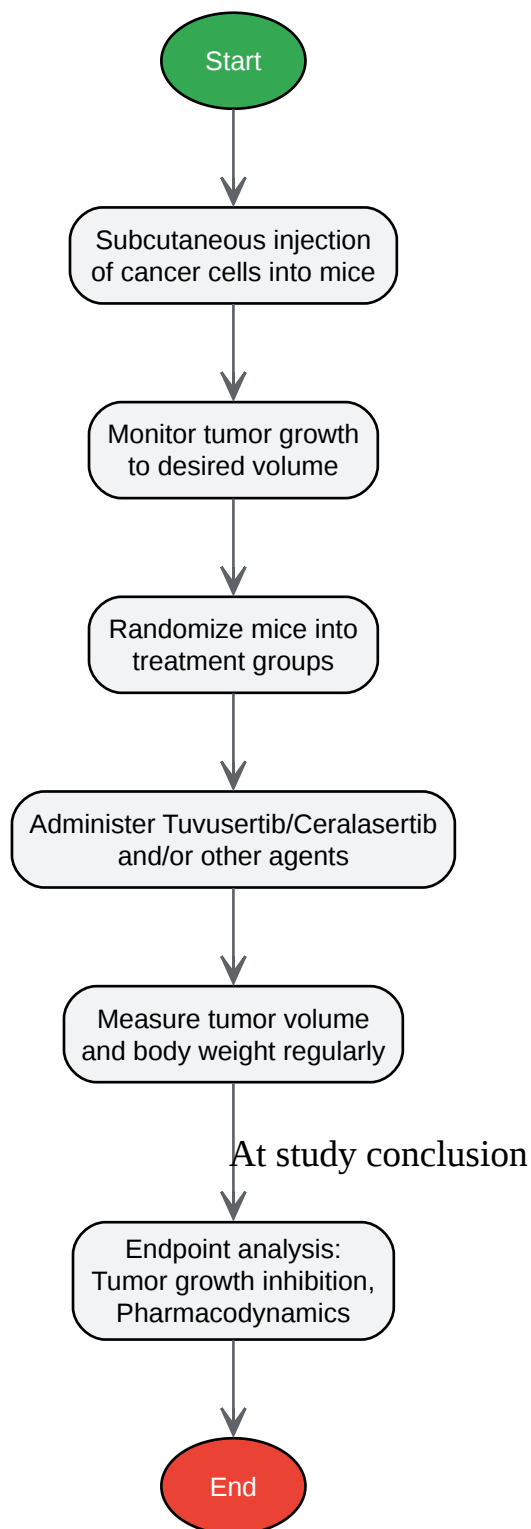 Start
Subcutaneous injection
of cancer cells into mice
Monitor tumor growth
to desired volume
Randomize mice into
treatment groups
Administer Tuvusertib/Ceralasertib
and/or other agents
Measure tumor volume
and body weight regularly
At study conclusion
Endpoint analysis:
Tumor growth inhibition,
Pharmacodynamics
End